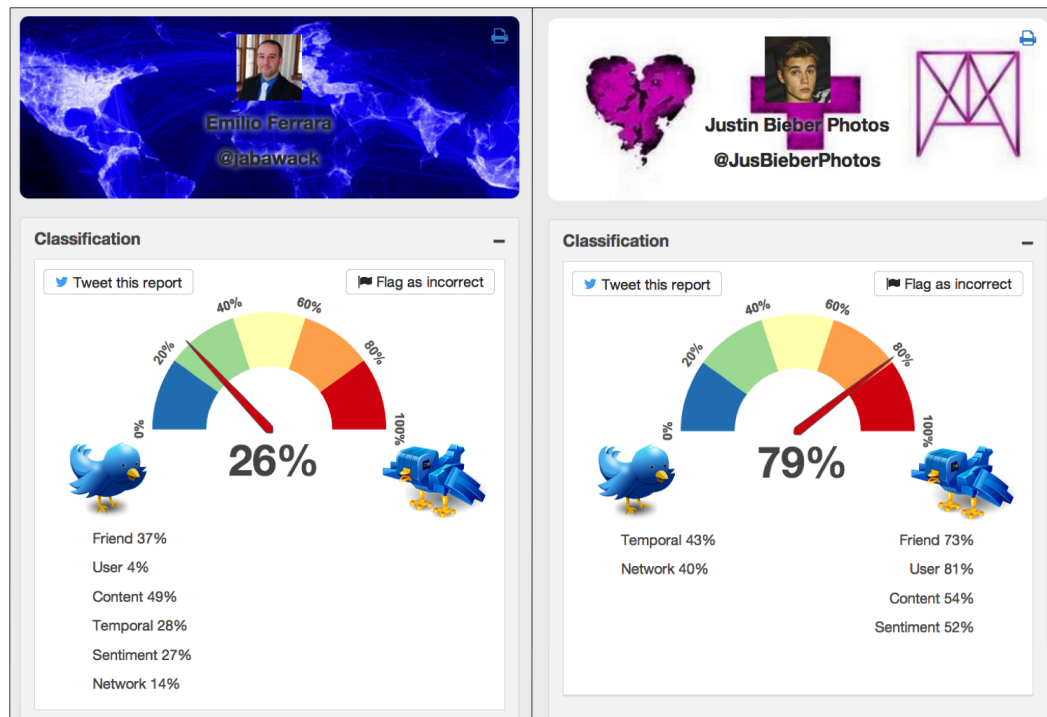 Emilio Ferrara
@jabawack
Classification
Tweet this report
Flag as incorrect
0%
20%
40%
60%
80%
100%
26%
Friend 37%
User 4%
Content 49%
Temporal 28%
Sentiment 27%
Network 14%
Justin Bieber Photos
@JusBieberPhotos
Classification
Tweet this report
Flag as incorrect
0%
20%
40%
60%
80%
100%
79%
Temporal 43%
Network 40%
Friend 73%
User 81%
Content 54%
Sentiment 52%